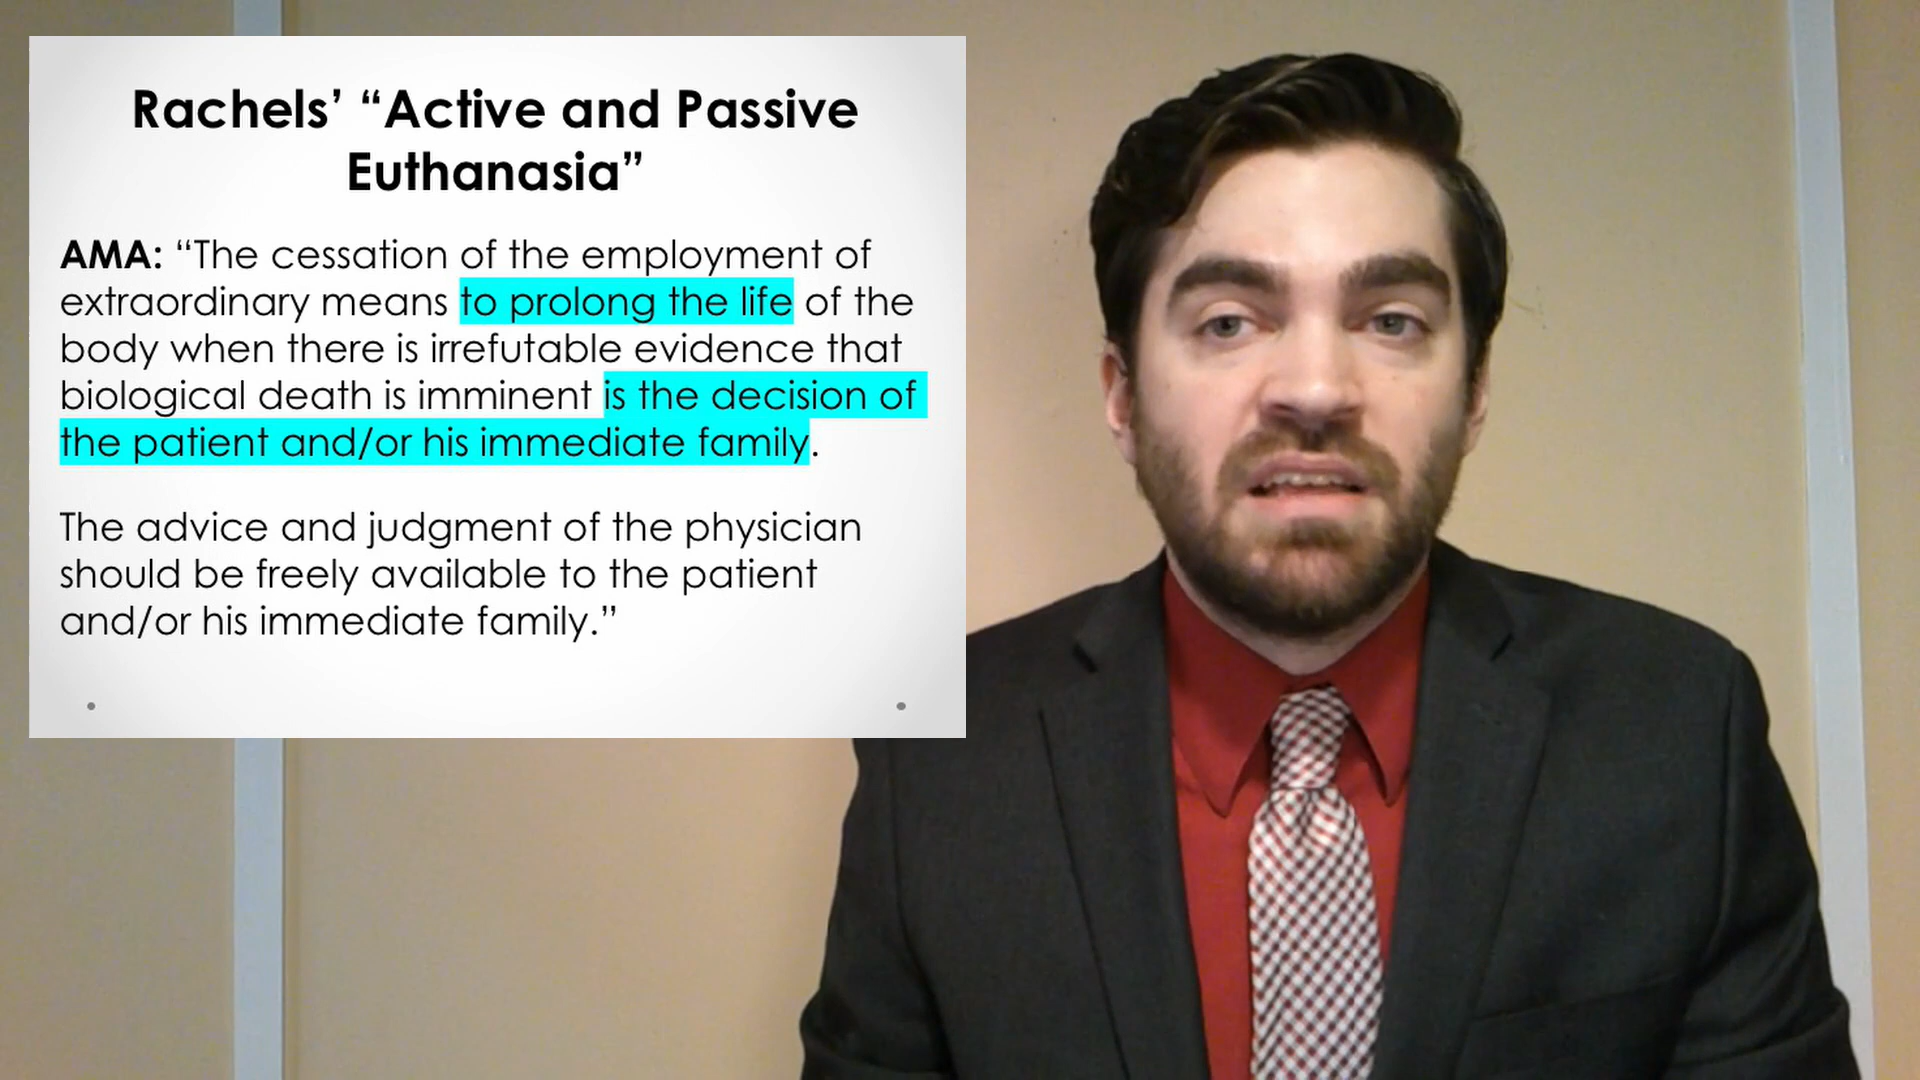 Rachels’ “Active and Passive
Euthanasia”
AMA: “The cessation of the employment of
extraordinary means to prolong the life of the
body when there is irrefutable evidence that
biological death is imminent is the decision of
the patient and/or his immediate family.
The advice and judgment of the physician
should be freely available to the patient
and/or his immediate family.”